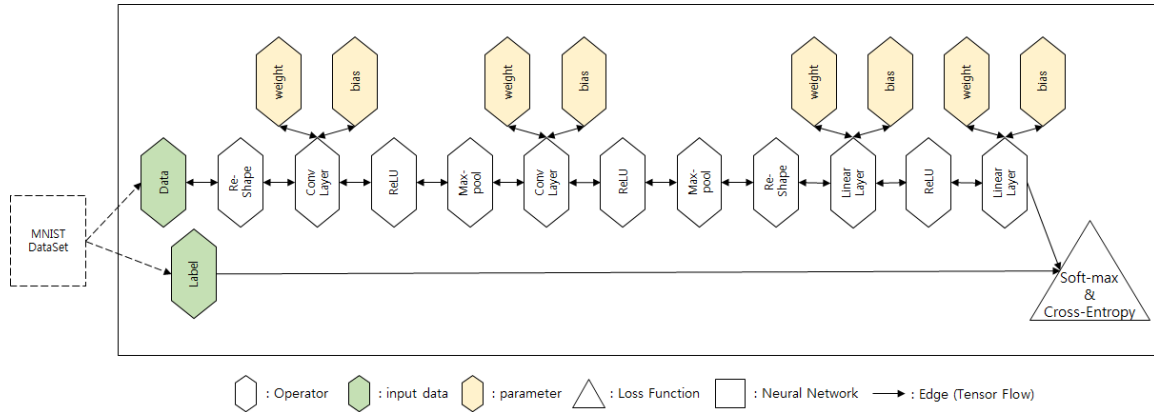 weight
bias
weight
bias
weight
bias
weight
bias
Data
Re-
Shape
Conv
Layer
ReLU
Max-
pool
Conv
Layer
ReLU
Max-
pool
Re-
Shape
Linear
Layer
ReLU
Linear
Layer
MNIST
DataSet
Label
Soft-max
&
Cross-Entropy
: Operator
: input data
: parameter
: Loss Function
: Neural Network
: Edge (Tensor Flow)